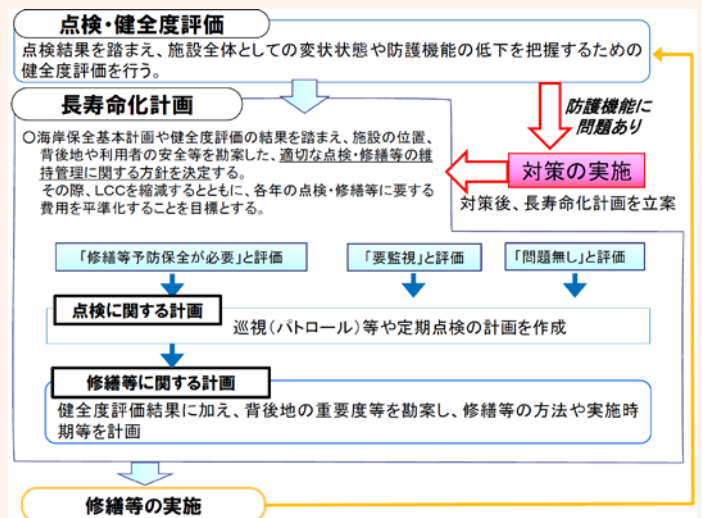 点検・健全度評価
点検結果を踏まえ、施設全体としての変状状態や防護機能の低下を把握するための
健全度評価を行う。
防護機能に
問題あり
対策の実施
対策後、長寿命化計画を立案
長寿命化計画
○海岸保全基本計画や健全度評価の結果を踏まえ、施設の位置、
背後地や利用者の安全等を勘案した、適切な点検・修繕等の維
持管理に関する方針を決定する。
その際、LCCを縮減するとともに、各年の点検・修繕等に要する
費用を平準化することを目標とする。
「修繕等予防保全が必要」と評価
「要監視」と評価
「問題無し」と評価
点検に関する計画
巡視(パトロール)等や定期点検の計画を作成
修繕等に関する計画
健全度評価結果に加え、背後地の重要度等を勘案し、修繕等の方法や実施時
期等を計画
修繕等の実施